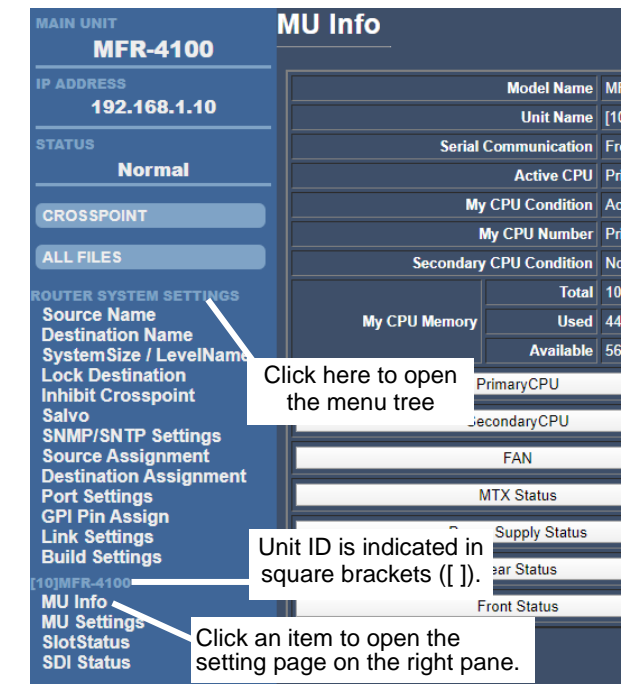 MAIN UNIT
MFR-4100
IP ADDRESS
192.168.1.10
STATUS
Normal
CROSSPOINT
ALL FILES
ROUTER SYSTEM SETTINGS
Source Name
Destination Name
SystemSize / LevelName
Lock Destination
Inhibit Crosspoint
Salvo
SNMP/SNTP Settings
Source Assignment
Destination Assignment
Port Settings
GPI Pin Assign
Link Settings
Build Settings
[10]MFR-4100
MU Info
MU Settings
SlotStatus
SDI Status
MU Info
Model Name
Unit Name [10
Serial Communication
Active CPU
My CPU Condition
My CPU Number
Secondary CPU Condition
My CPU Memory
Total 10
Used 44
Available 56
PrimaryCPU
FAN
MTX Status
Supply Status
Front Status
Click here to open
the menu tree
Unit ID is indicated in
square brackets ([ ]).
Click an item to open the
setting page on the right pane.